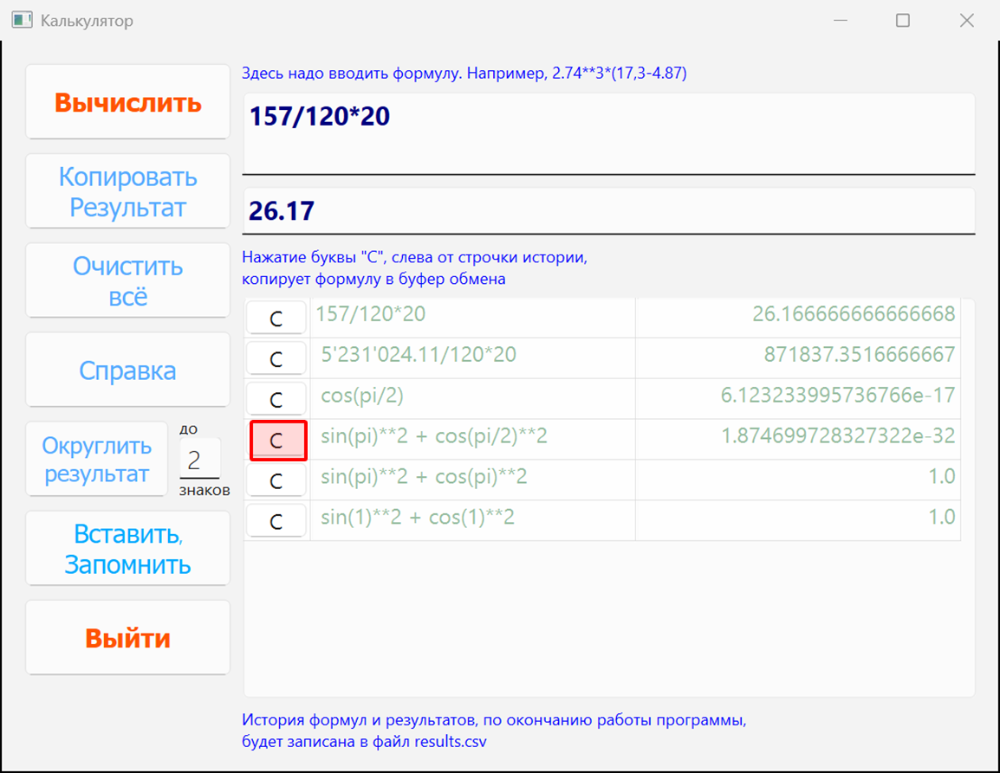 Калькулятор
Вычислить
Копировать
Результат
Очистить
всё
Справка
Округлить
результат
до
2
знаков
Вставить,
Запомнить
Выйти
Здесь надо вводить формулу. Например, 2.74**3*(17,3-4.87)
157/120*20
26.17
Нажатие буквы "C", слева от строчки истории,
копирует формулу в буфер обмена
C 157/120*20 26.166666666666668
C 5'231'024.11/120*20 871837.3516666667
C cos(pi/2) 6.123233995736766e-17
C sin(pi)**2 + cos(pi/2)**2 1.874699728327322e-32
C sin(pi)**2 + cos(pi)**2 1.0
C sin(1)**2 + cos(1)**2 1.0
История формул и результатов, по окончанию работы программы,
будет записана в файл results.csv